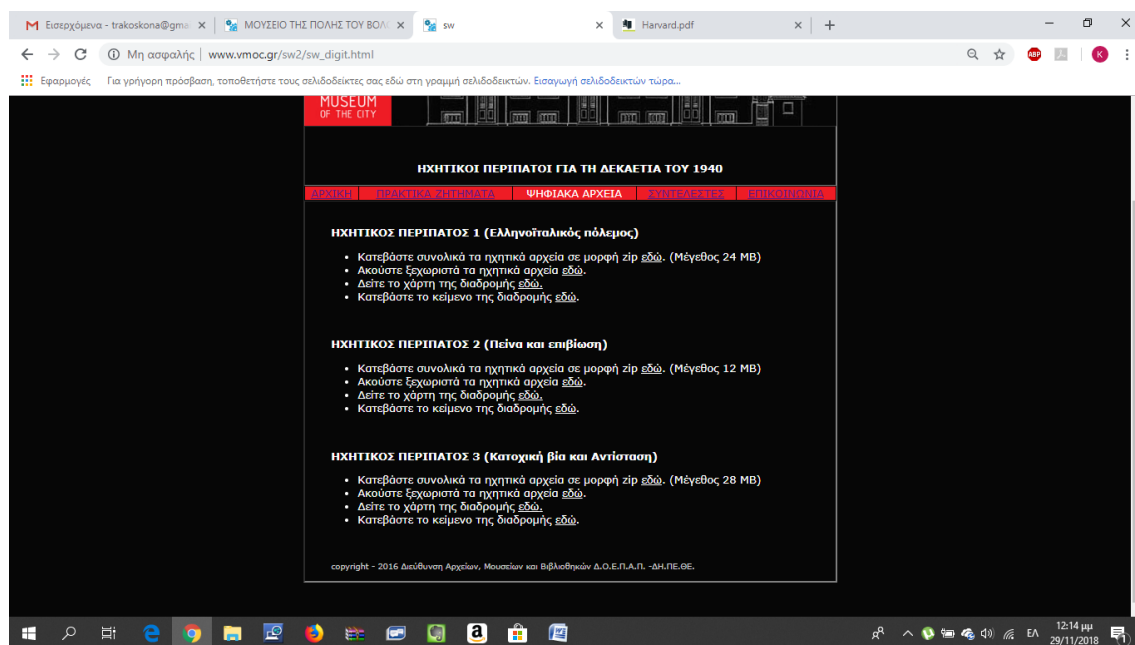 Εισερχόμενα - trakoskona@gma
ΜΟΥΣΕΙΟ ΤΗΣ ΠΟΛΗΣ ΤΟΥ ΒΟΛ
sw
Harvard.pdf
Μη ασφαλής | www.vmoc.gr/sw2/sw_digit.html
ABP
K
Εφαρμογές Για γρήγορη πρόσβαση, τοποθετήστε τους σελιδοδείκτες σας εδώ στη γραμμή σελιδοδεικτών. Εισαγωγή σελιδοδεικτών τώρα...
MUSEUM
OF THE CITY
ΗΧΗΤΙΚΟΙ ΠΕΡΙΠΑΤΟΙ ΓΙΑ ΤΗ ΔΕΚΑΕΤΙΑ ΤΟΥ 1940
ΑΡΧΙΚΗ ΠΡΑΚΤΙΚΑ ΖΗΤΗΜΑΤΑ ΨΗΦΙΑΚΑ ΑΡΧΕΙΑ ΣΥΝΤΕΛΕΣΤΕΣ ΕΠΙΚΟΙΝΩΝΙΑ
ΗΧΗΤΙΚΟΣ ΠΕΡΙΠΑΤΟΣ 1 (Ελληνοϊταλικός πόλεμος)
• Κατεβάστε συνολικά τα ηχητικά αρχεία σε μορφή zip εδώ. (Μέγεθος 24 MB)
• Ακούστε ξεχωριστά τα ηχητικά αρχεία εδώ.
• Δείτε το χάρτη της διαδρομής εδώ.
• Κατεβάστε το κείμενο της διαδρομής εδώ.
ΗΧΗΤΙΚΟΣ ΠΕΡΙΠΑΤΟΣ 2 (Πείνα και επιβίωση)
• Κατεβάστε συνολικά τα ηχητικά αρχεία σε μορφή zip εδώ. (Μέγεθος 12 MB)
• Ακούστε ξεχωριστά τα ηχητικά αρχεία εδώ.
• Δείτε το χάρτη της διαδρομής εδώ.
• Κατεβάστε το κείμενο της διαδρομής εδώ.
ΗΧΗΤΙΚΟΣ ΠΕΡΙΠΑΤΟΣ 3 (Κατοχική βία και Αντίσταση)
• Κατεβάστε συνολικά τα ηχητικά αρχεία σε μορφή zip εδώ. (Μέγεθος 28 MB)
• Ακούστε ξεχωριστά τα ηχητικά αρχεία εδώ.
• Δείτε το χάρτη της διαδρομής εδώ.
• Κατεβάστε το κείμενο της διαδρομής εδώ.
copyright - 2016 Διεύθυνση Αρχείων, Μουσείων και Βιβλιοθηκών Δ.Ο.Ε.Π.Α.Π. -ΔΗ.ΠΕ.ΘΕ.
ΕΛ
12:14 μμ
29/11/2018